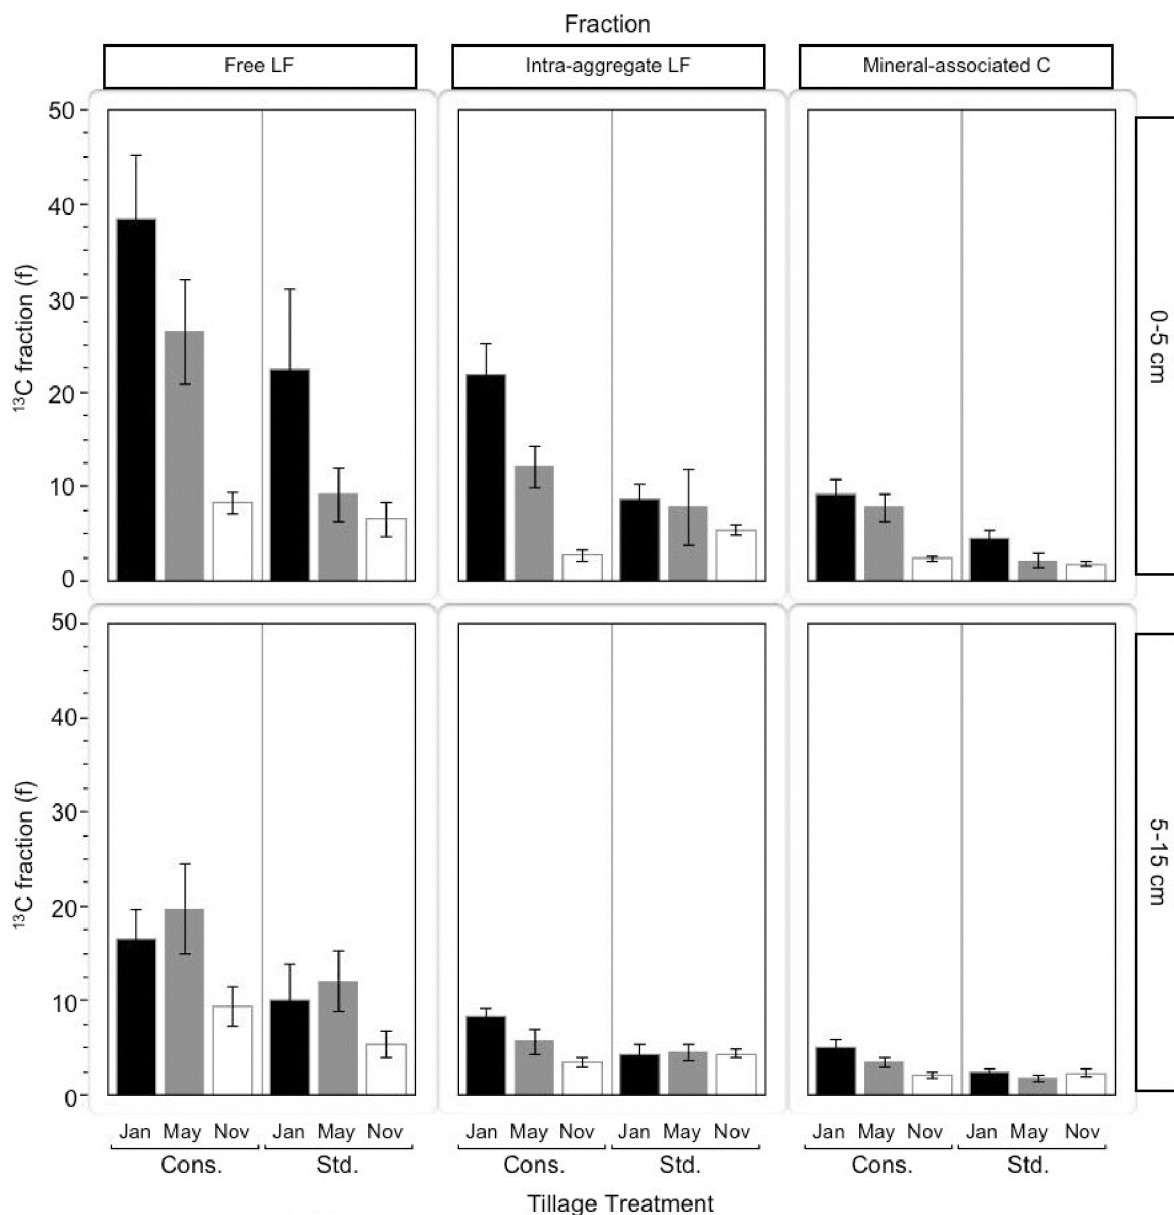 Fraction
Free LF Intra-aggregate LF Mineral-associated C
50
40
30
20
10
0
¹³C fraction (f)
0-5 cm
50
40
30
20
10
0
¹³C fraction (f)
5-15 cm
Jan May Nov Jan May Nov Jan May Nov Jan May Nov Jan May Nov Jan May Nov
Cons. Std. Cons. Std. Cons. Std.
Tillage Treatment